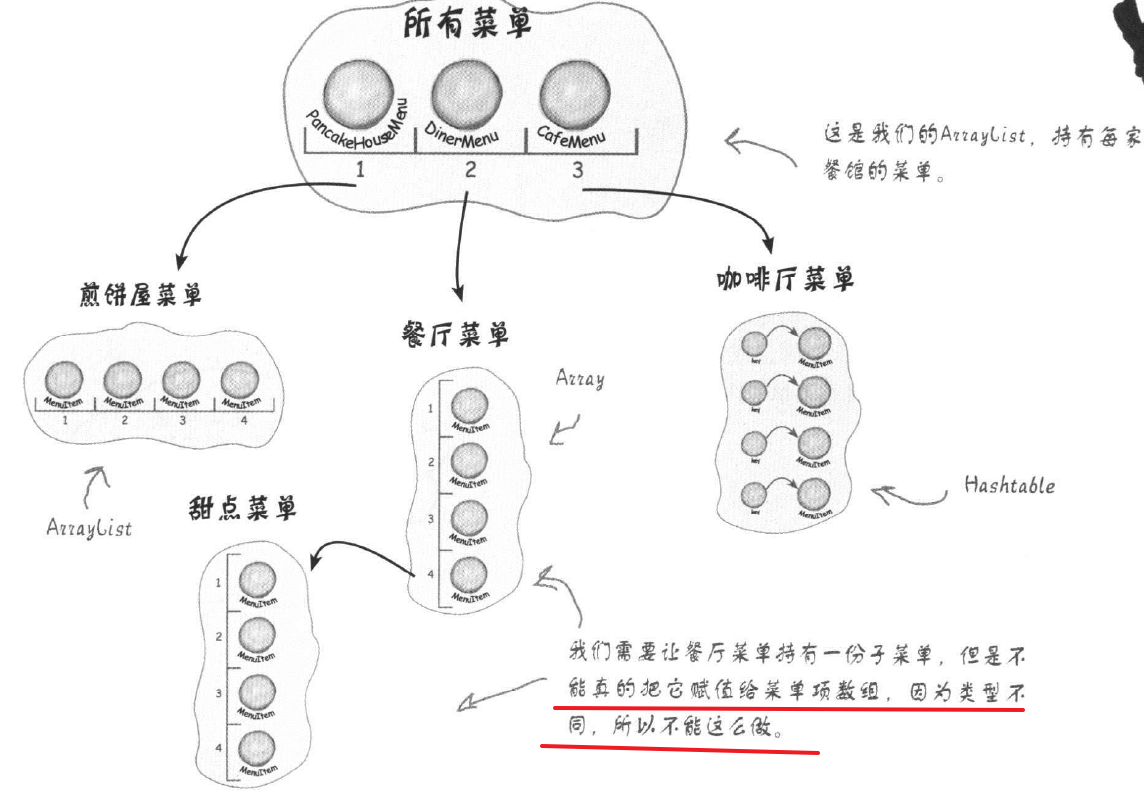 所有菜单
PancakeHouseMenu
DinerMenu
CafeMenu
1
2
3
这是我们的ArrayList，持有每家
餐馆的菜单。
煎饼屋菜单
MenuItem
MenuItem
MenuItem
MenuItem
1
2
3
4
ArrayList
餐厅菜单
1
MenuItem
2
MenuItem
3
MenuItem
4
MenuItem
Array
咖啡厅菜单
key
MenuItem
key
MenuItem
key
MenuItem
key
MenuItem
Hashtable
甜点菜单
1
MenuItem
2
MenuItem
3
MenuItem
4
MenuItem
我们需要让餐厅菜单持有一份子菜单，但是不
能真的把它赋值给菜单项数组，因为类型不
同，所以不能这么做。